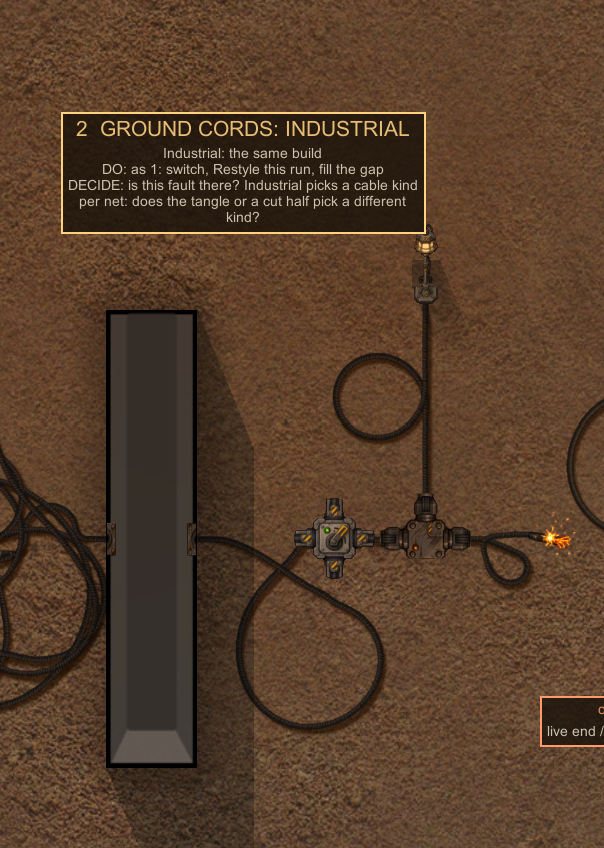 2 GROUND CORDS: INDUSTRIAL
Industrial: the same build
DO: as 1: switch, Restyle this run, fill the gap
DECIDE: is this fault there? Industrial picks a cable kind
per net: does the tangle or a cut half pick a different
kind?
live end /